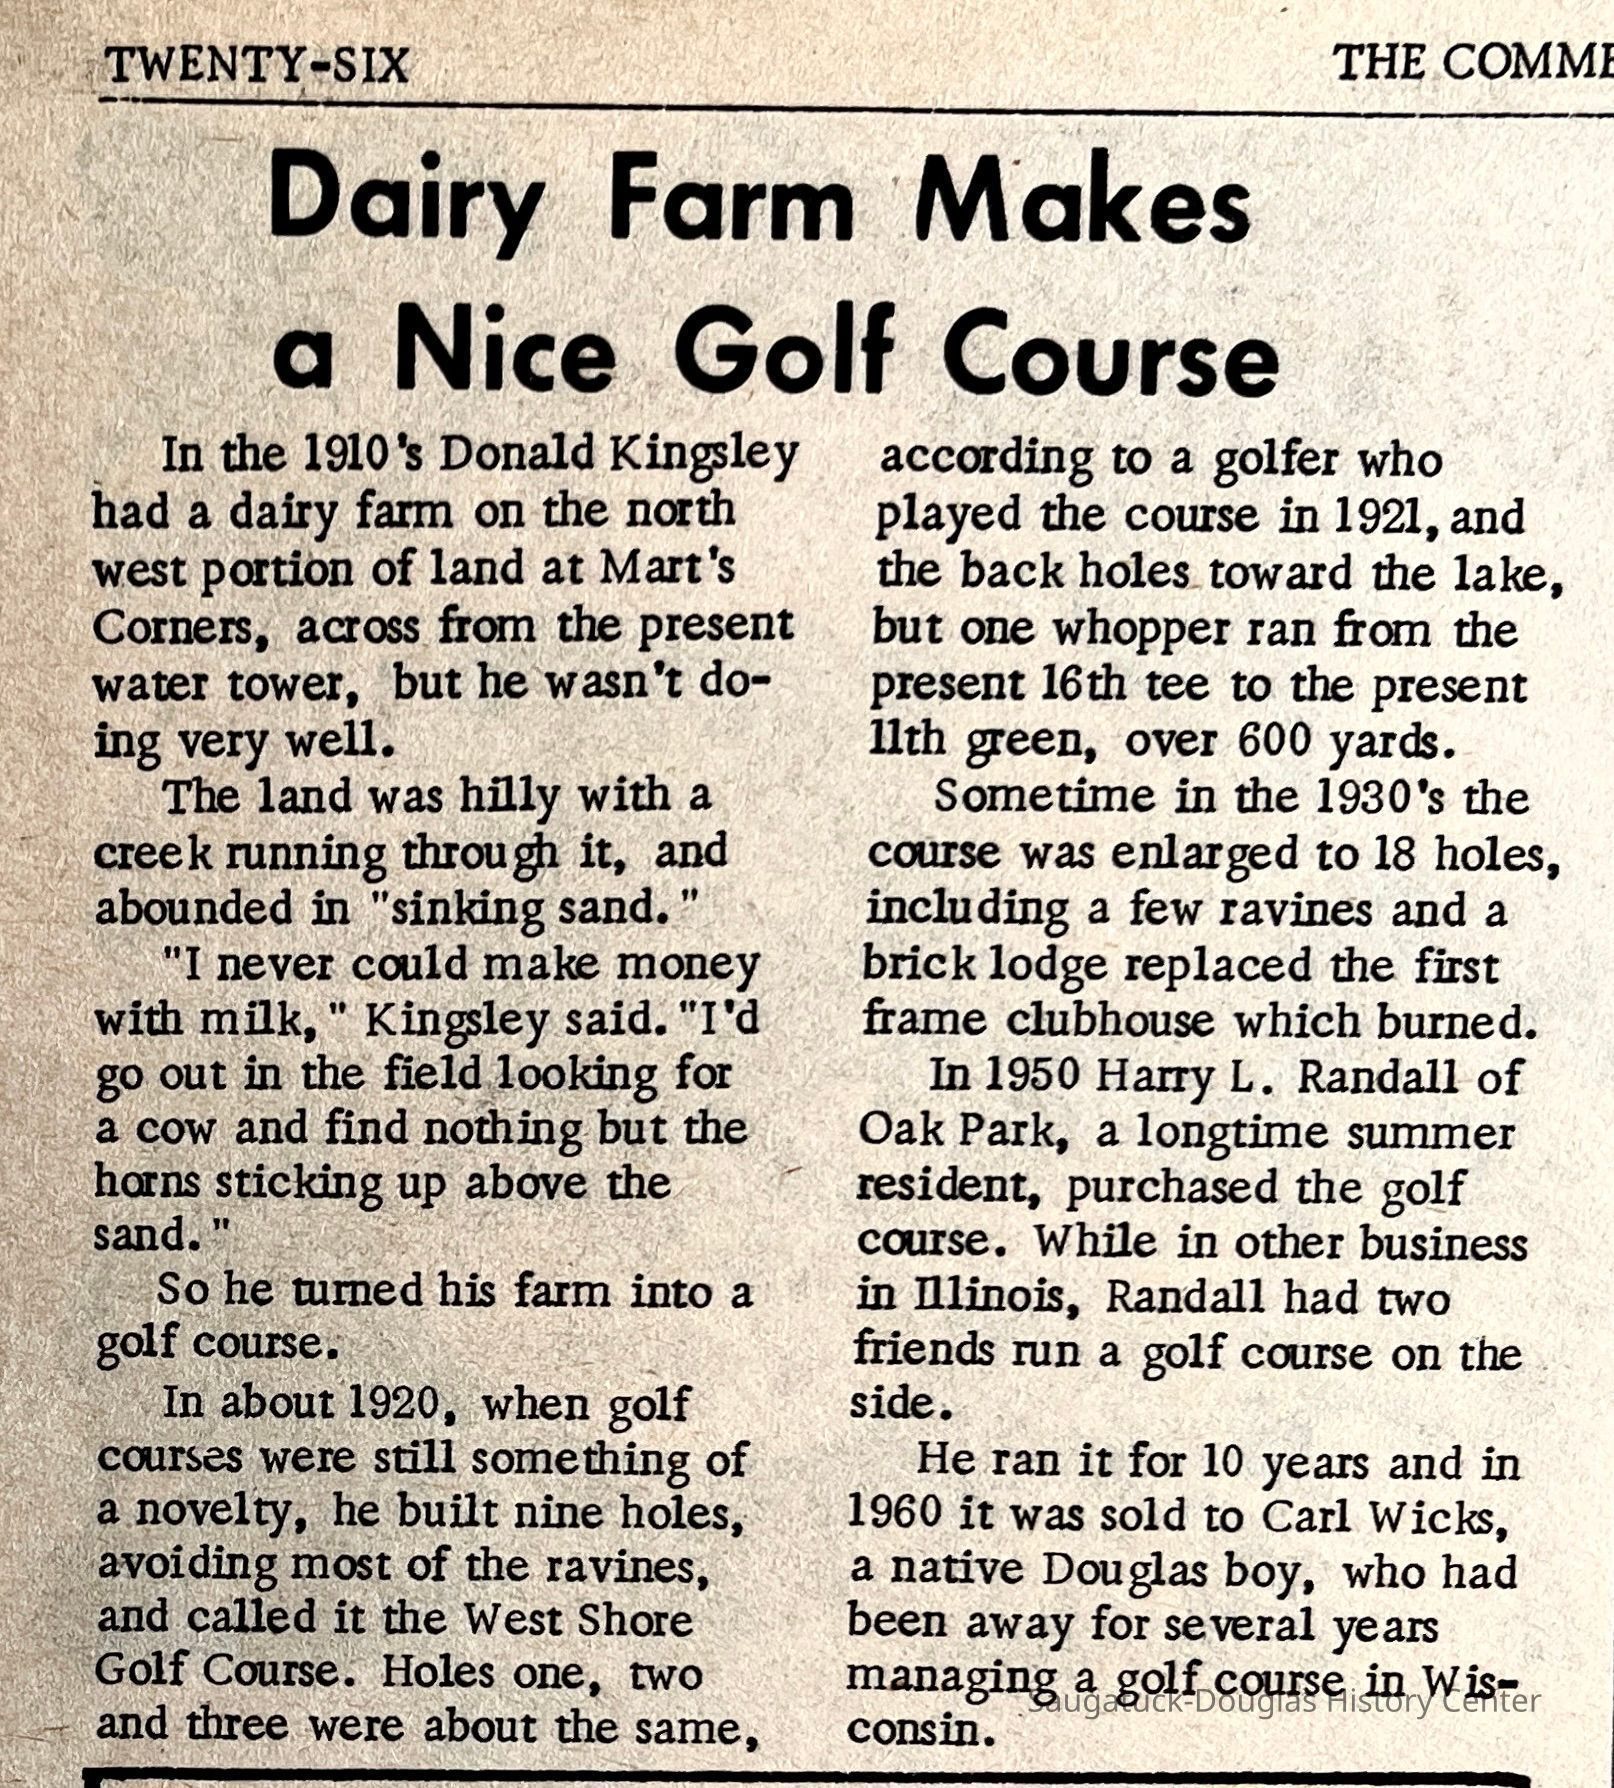 TWENTY-SIX
THE COMME
Dairy Farm Makes
a Nice Golf Course
In the 1910's Donald Kingsley
had a dairy farm on the north
west portion of land at Mart's
Corners, across from the present
water tower, but he wasn't do-
ing very well.
The land was hilly with a
creek running through it, and
abounded in "sinking sand."
"I never could make money
with milk," Kingsley said. "I'd
go out in the field looking for
a cow and find nothing but the
horns sticking up above the
sand."
So he turned his farm into a
golf course.
In about 1920, when golf
courses were still something of
a novelty, he built nine holes,
avoiding most of the ravines,
and called it the West Shore
Golf Course. Holes one, two
and three were about the same,
according to a golfer who
played the course in 1921, and
the back holes toward the lake,
but one whopper ran from the
present 16th tee to the present
11th green, over 600 yards.
Sometime in the 1930's the
course was enlarged to 18 holes,
including a few ravines and a
brick lodge replaced the first
frame clubhouse which burned.
In 1950 Harry L. Randall of
Oak Park, a longtime summer
resident, purchased the golf
course. While in other business
in Illinois, Randall had two
friends run a golf course on the
side.
He ran it for 10 years and in
1960 it was sold to Carl Wicks,
a native Douglas boy, who had
been away for several years
managing a golf course in Wis-
consin.
Saugatuck-Douglas History Center